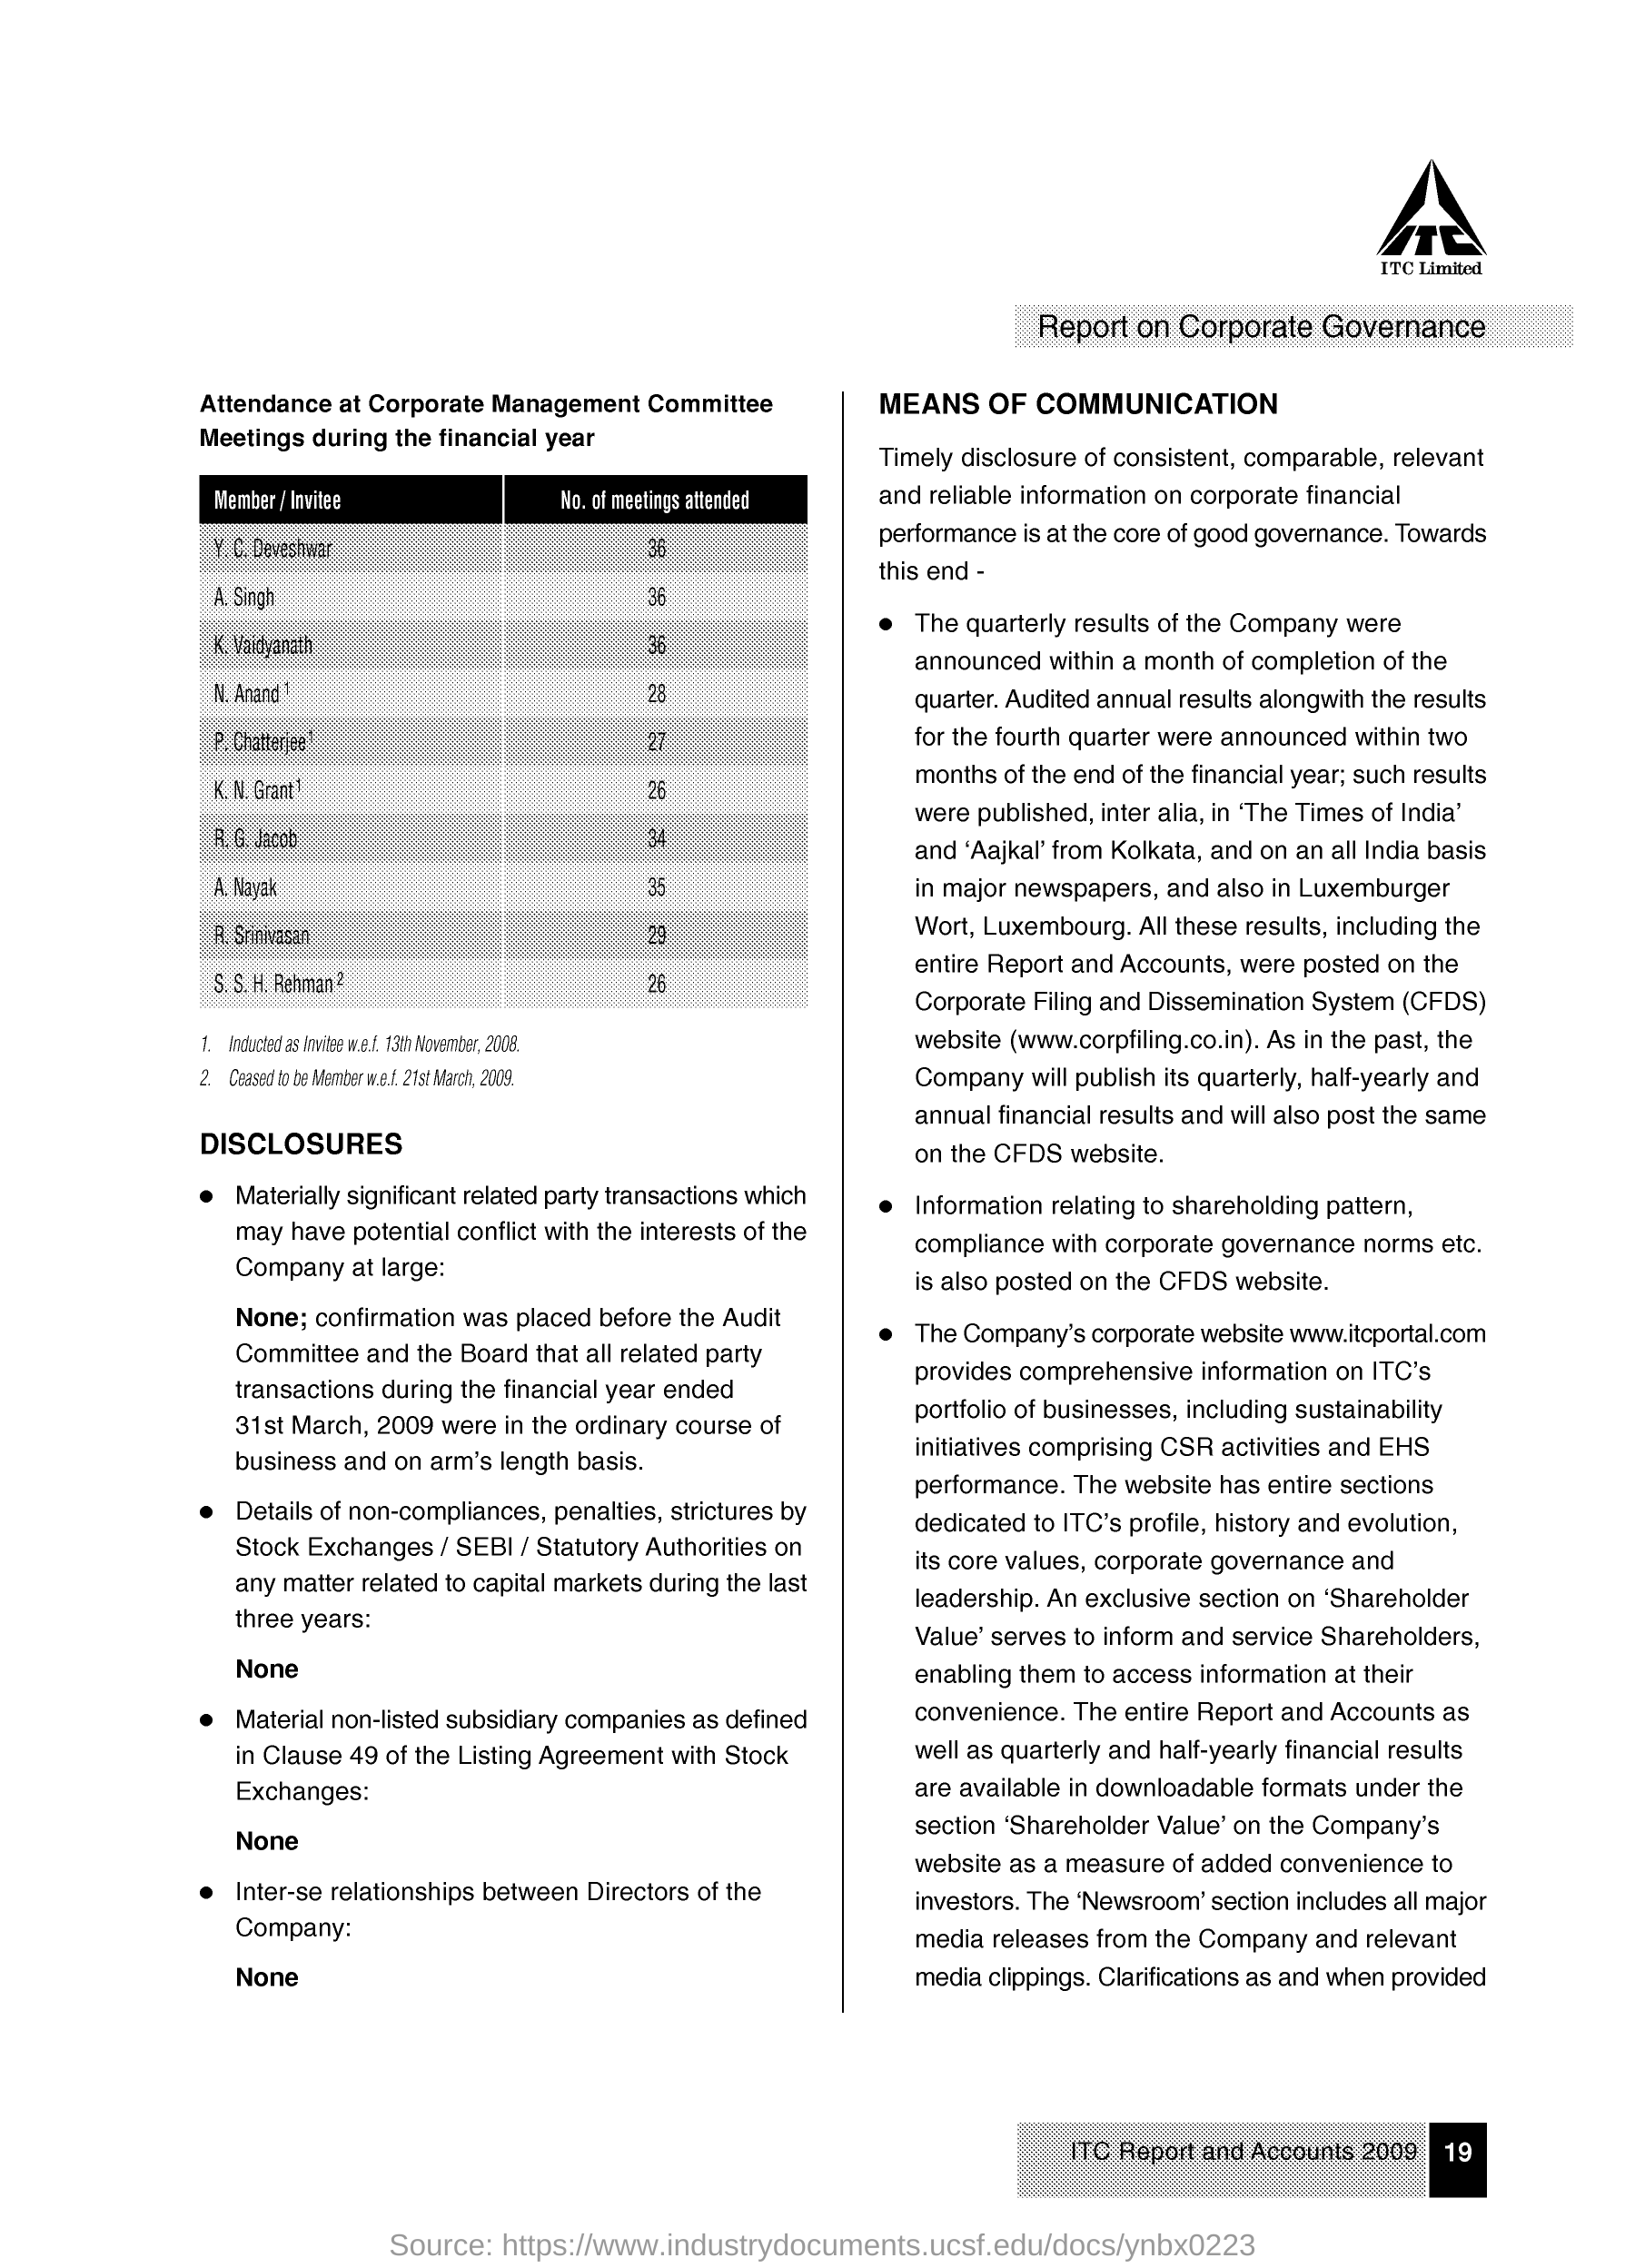 ITC
ITC Limited
Report on Corporate Governance
Attendance at Corporate Management Committee
Meetings during the financial year
Member / Invitee No. of meetings attended
Y. C. Deveshwar 36
A. Singh 36
K. Vaidyanath 36
N. Anand 1 28
P. Chatterjee 1 27
K. N. Grant 1 26
R. G. Jacob 34
A. Nayak 35
R. Srinivasan 29
S. S. H. Rehman 2 26
1. Inducted as Invitee w.e.f. 13th November, 2008.
2. Ceased to be Member w.e.f. 21st March, 2009.
DISCLOSURES
● Materially significant related party transactions which
may have potential conflict with the interests of the
Company at large:
None; confirmation was placed before the Audit
Committee and the Board that all related party
transactions during the financial year ended
31st March, 2009 were in the ordinary course of
business and on arm's length basis.
● Details of non-compliances, penalties, strictures by
Stock Exchanges / SEBI / Statutory Authorities on
any matter related to capital markets during the last
three years:
None
● Material non-listed subsidiary companies as defined
in Clause 49 of the Listing Agreement with Stock
Exchanges:
None
● Inter-se relationships between Directors of the
Company:
None
MEANS OF COMMUNICATION
Timely disclosure of consistent, comparable, relevant
and reliable information on corporate financial
performance is at the core of good governance. Towards
this end -
● The quarterly results of the Company were
announced within a month of completion of the
quarter. Audited annual results alongwith the results
for the fourth quarter were announced within two
months of the end of the financial year; such results
were published, inter alia, in ‘The Times of India’
and ‘Aajkal’ from Kolkata, and on an all India basis
in major newspapers, and also in Luxemburger
Wort, Luxembourg. All these results, including the
entire Report and Accounts, were posted on the
Corporate Filing and Dissemination System (CFDS)
website (www.corpfiling.co.in). As in the past, the
Company will publish its quarterly, half-yearly and
annual financial results and will also post the same
on the CFDS website.
● Information relating to shareholding pattern,
compliance with corporate governance norms etc.
is also posted on the CFDS website.
● The Company’s corporate website www.itcportal.com
provides comprehensive information on ITC’s
portfolio of businesses, including sustainability
initiatives comprising CSR activities and EHS
performance. The website has entire sections
dedicated to ITC’s profile, history and evolution,
its core values, corporate governance and
leadership. An exclusive section on ‘Shareholder
Value’ serves to inform and service Shareholders,
enabling them to access information at their
convenience. The entire Report and Accounts as
well as quarterly and half-yearly financial results
are available in downloadable formats under the
section ‘Shareholder Value’ on the Company’s
website as a measure of added convenience to
investors. The ‘Newsroom’ section includes all major
media releases from the Company and relevant
media clippings. Clarifications as and when provided
ITC Report and Accounts 2009 19
Source: https://www.industrydocuments.ucsf.edu/docs/ynbx0223